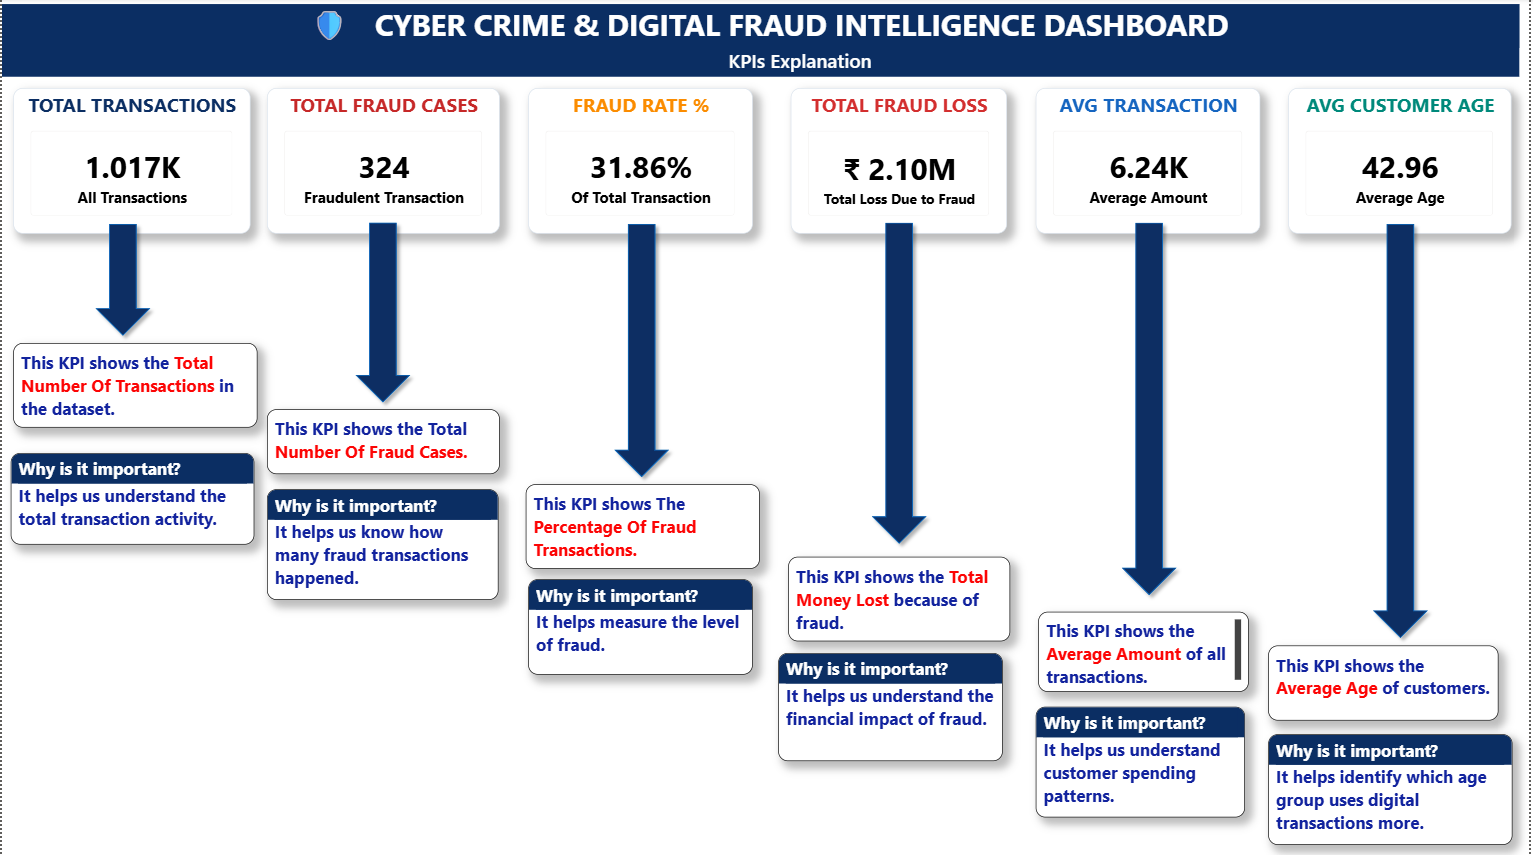 CYBER CRIME & DIGITAL FRAUD INTELLIGENCE DASHBOARD
KPIs Explanation
TOTAL TRANSACTIONS
1.017K
All Transactions
This KPI shows the Total
Number Of Transactions in
the dataset.
Why is it important?
It helps us understand the
total transaction activity.
TOTAL FRAUD CASES
324
Fraudulent Transaction
This KPI shows the Total
Number Of Fraud Cases.
Why is it important?
It helps us know how
many fraud transactions
happened.
FRAUD RATE %
31.86%
Of Total Transaction
This KPI shows The
Percentage Of Fraud
Transactions.
Why is it important?
It helps measure the level
of fraud.
TOTAL FRAUD LOSS
₹ 2.10M
Total Loss Due to Fraud
This KPI shows the Total
Money Lost because of
fraud.
Why is it important?
It helps us understand the
financial impact of fraud.
AVG TRANSACTION
6.24K
Average Amount
This KPI shows the
Average Amount of all
transactions.
Why is it important?
It helps us understand
customer spending
patterns.
AVG CUSTOMER AGE
42.96
Average Age
This KPI shows the
Average Age of customers.
Why is it important?
It helps identify which age
group uses digital
transactions more.